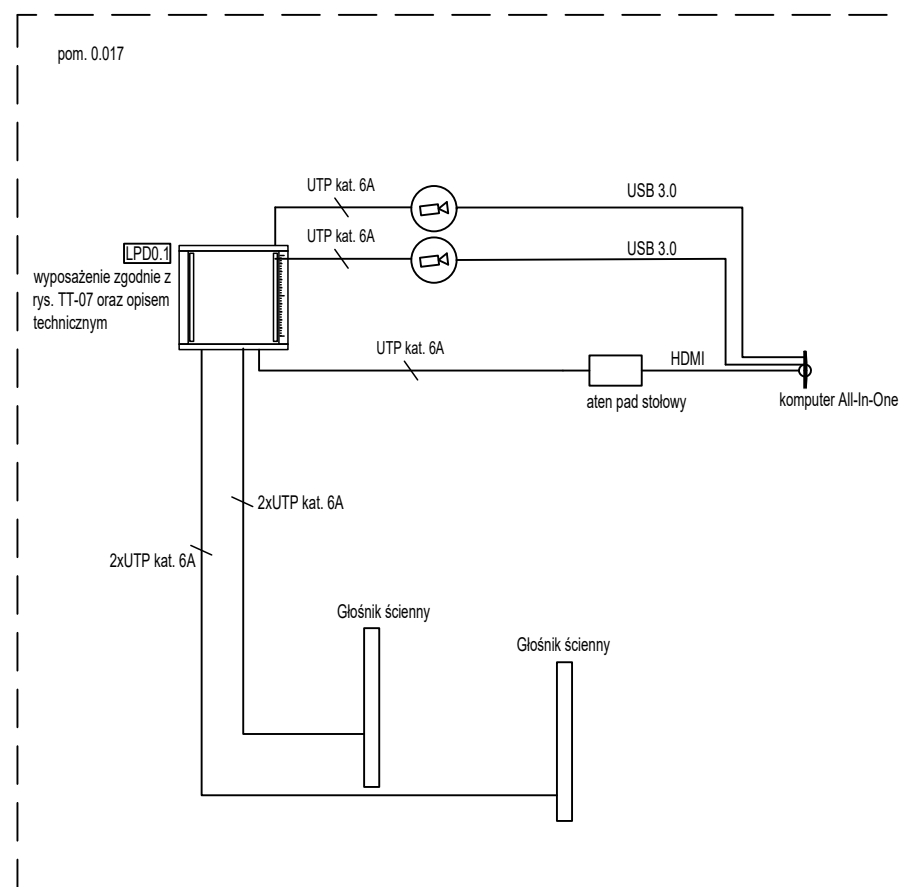 pom. 0.017
UTP kat. 6A
USB 3.0
UTP kat. 6A
USB 3.0
LPD0.1
wyposażenie zgodnie z
rys. TT-07 oraz opisem
technicznym
UTP kat. 6A
HDMI
aten pad stołowy
komputer All-In-One
2xUTP kat. 6A
2xUTP kat. 6A
Głośnik ścienny
Głośnik ścienny